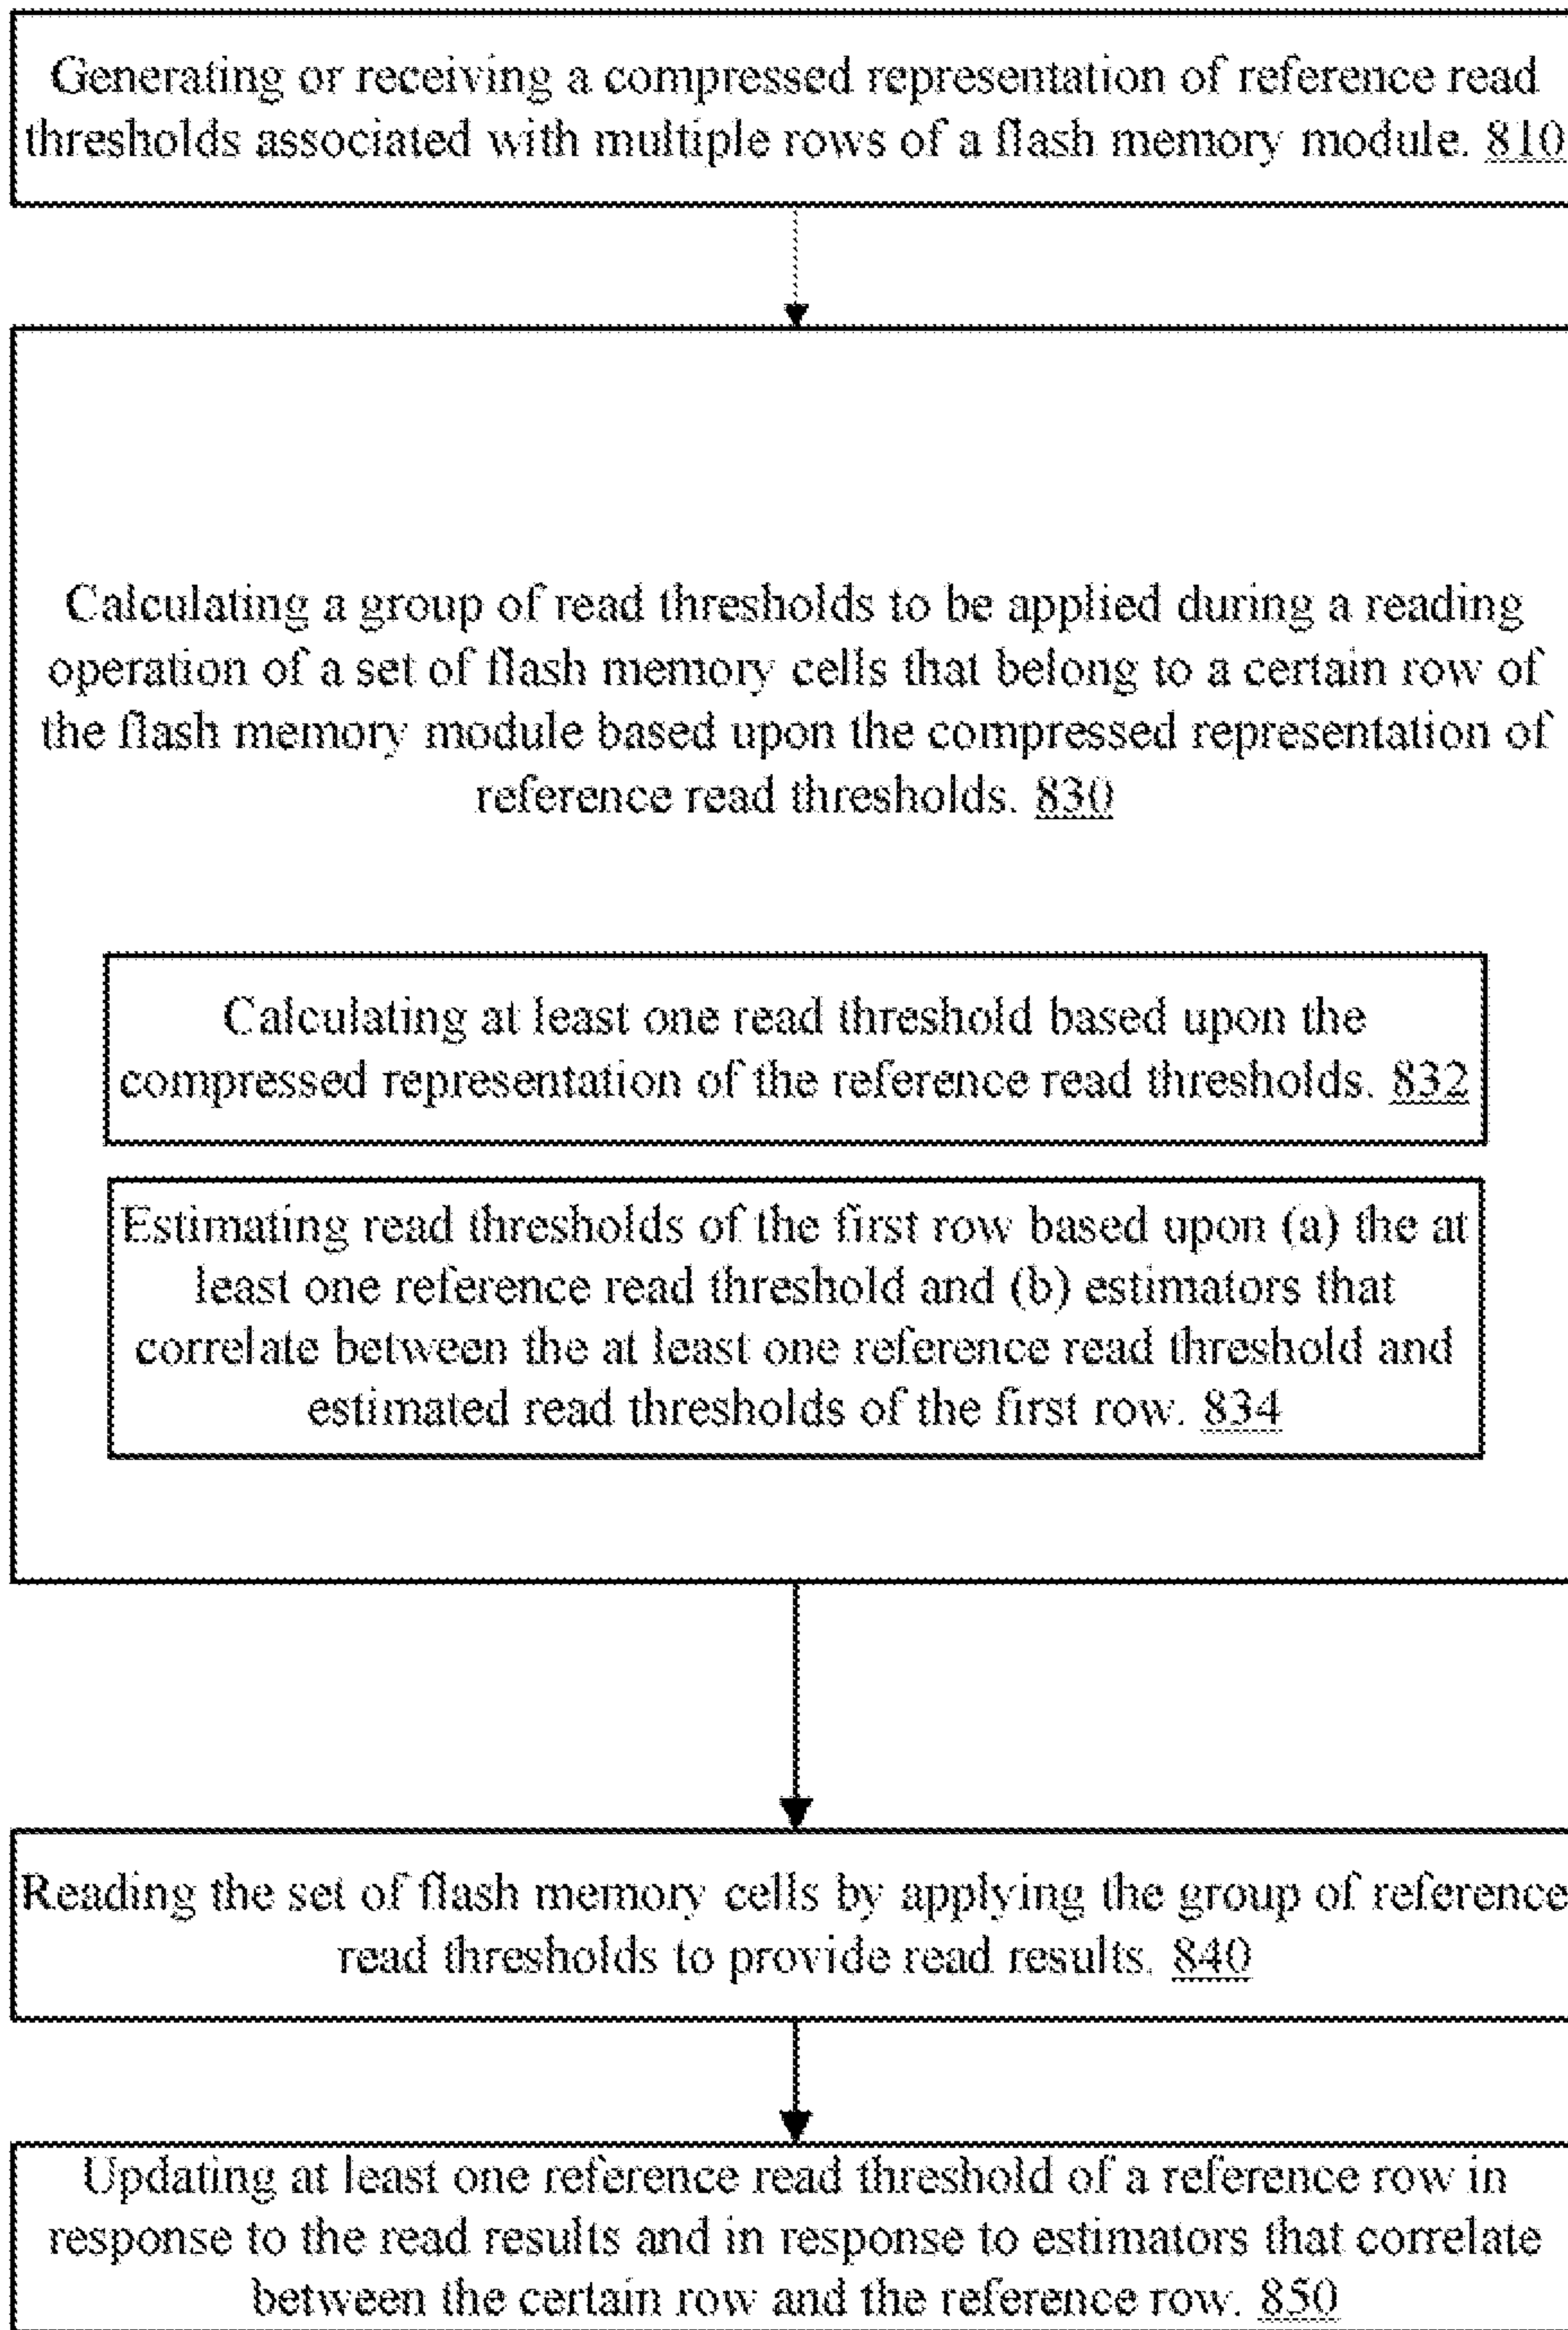 Generating or receiving a compressed representation of reference read
thresholds associated with multiple rows of a flash memory module. 810
Calculating a group of read thresholds to be applied during a reading
operation of a set of flash memory cells that belong to a certain row of
the flash memory module based upon the compressed representation of
reference read thresholds. 830
Calculating at least one read threshold based upon the
compressed representation of the reference read thresholds. 832
Estimating read thresholds of the first row based upon (a) the at
least one reference read threshold and (b) estimators that
correlate between the at least one reference read threshold and
estimated read thresholds of the first row. 834
Reading the set of flash memory cells by applying the group of reference
read thresholds to provide read results. 840
Updating at least one reference read threshold of a reference row in
response to the read results and in response to estimators that correlate
between the certain row and the reference row. 850